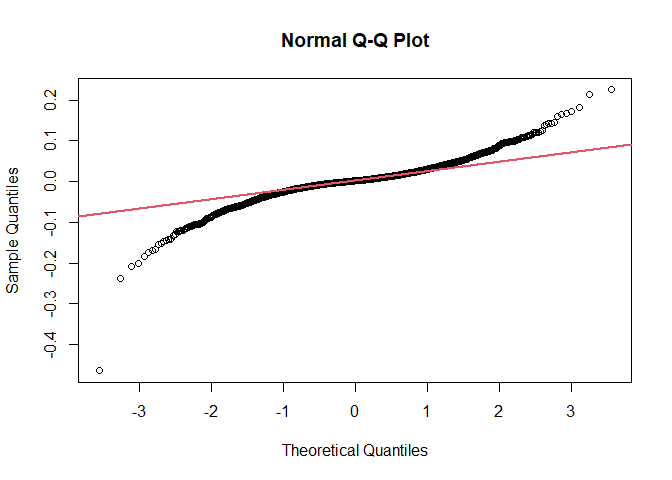 Normal Q-Q Plot
Sample Quantiles
0.2
0.1
0.0
-0.1
-0.2
-0.3
-0.4
-3 -2 -1 0 1 2 3
Theoretical Quantiles